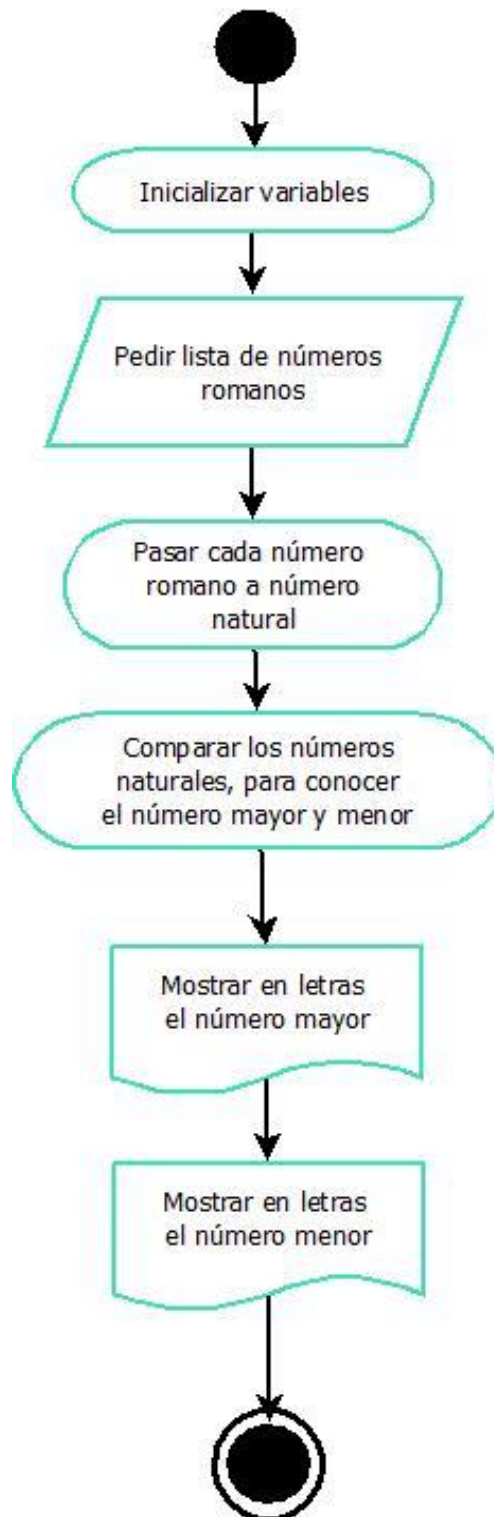 Inicializar variables
Pedir lista de números
romanos
Pasar cada número
romano a número
natural
Comparar los números
naturales, para conocer
el número mayor y menor
Mostrar en letras
el número mayor
Mostrar en letras
el número menor